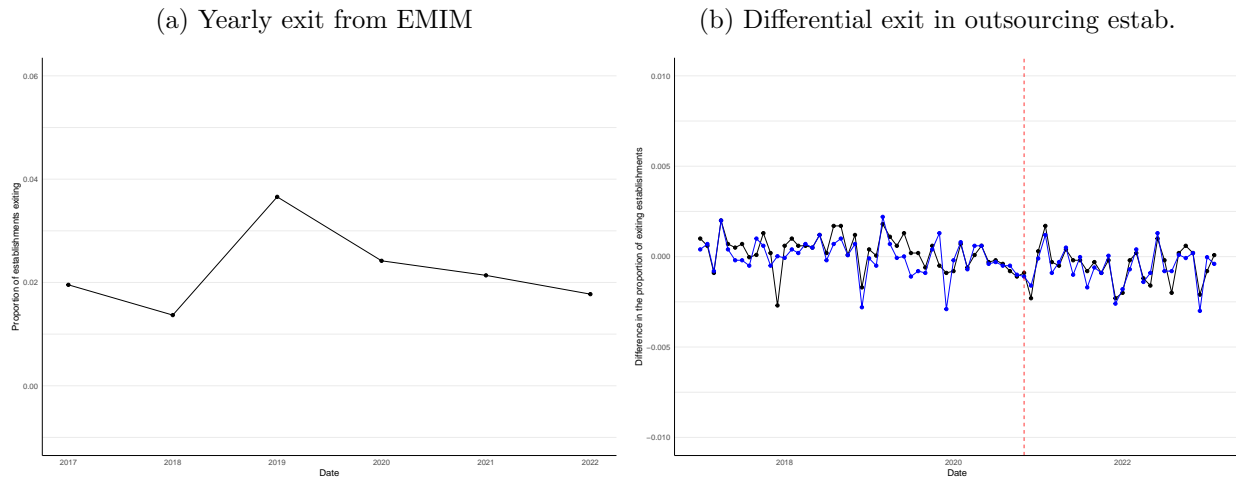 (a) Yearly exit from EMIM
Proportion of establishments exiting
0.06
0.04
0.02
0.00
2017 2018 2019 2020 2021 2022
Date
(b) Differential exit in outsourcing estab.
Difference in the proportion of exiting establishments
0.010
0.005
0.000
−0.005
−0.010
2018 2020 2022
Date